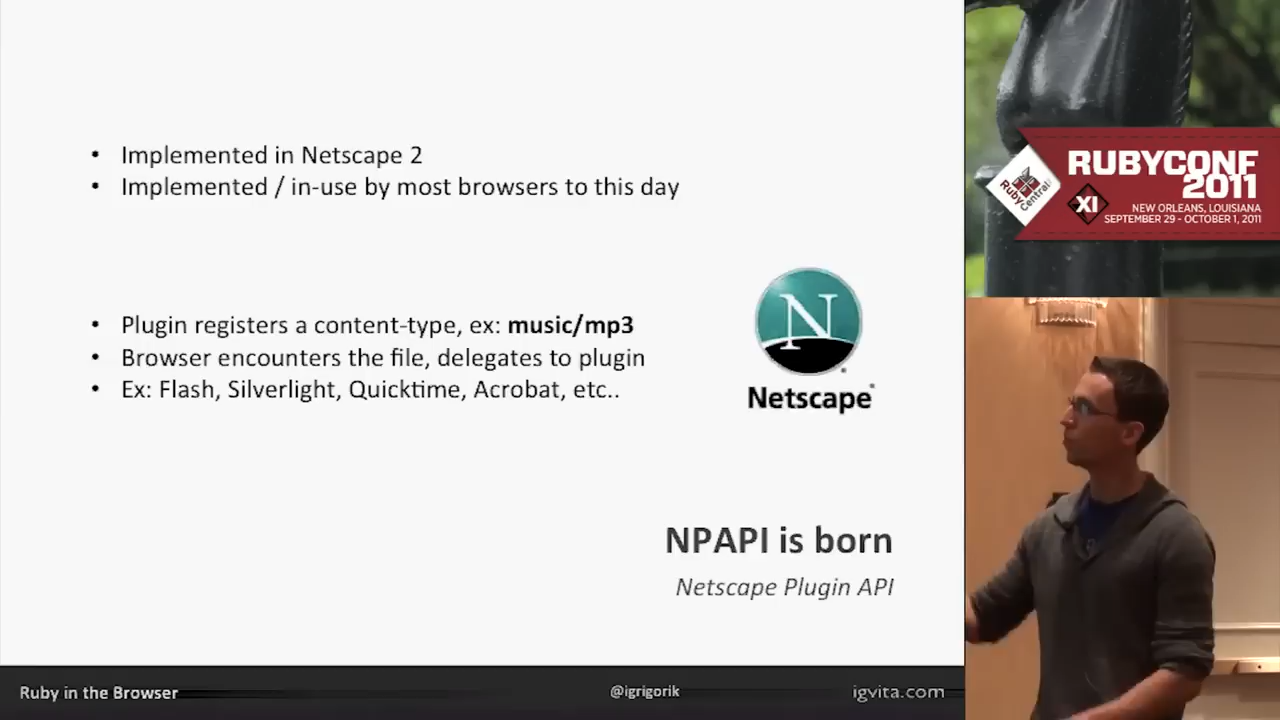 • Implemented in Netscape 2
• Implemented / in-use by most browsers to this day
• Plugin registers a content-type, ex: music/mp3
• Browser encounters the file, delegates to plugin
• Ex: Flash, Silverlight, Quicktime, Acrobat, etc..
N
Netscape
NPAPI is born
Netscape Plugin API
Ruby in the Browser
@igrigorik
igvita.com
RubyCentral
XI
RUBYCONF
2011
NEW ORLEANS, LOUISIANA
SEPTEMBER 29 - OCTOBER 1, 2011